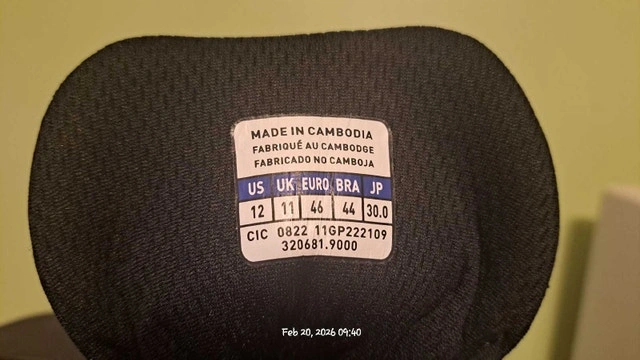 MADE IN CAMBODIA
FABRIQUÉ AU CAMBODGE
FABRICADO NO CAMBOJA
US UK EURO BRA JP
12 11 46 44 30.0
CIC 0822 11GP222109
320681.9000
Feb 20, 2026 09:40